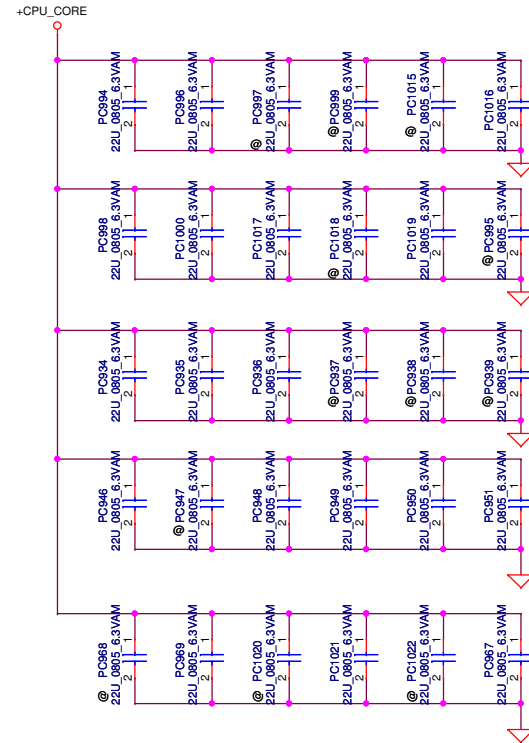 +CPU_CORE
PC994
22U_0805_6.3VAM
1
2
PC996
22U_0805_6.3VAM
1
2
@
PC997
22U_0805_6.3VAM
1
2
@PC999
22U_0805_6.3VAM
1
2
@
PC1015
22U_0805_6.3VAM
1
2
PC1016
22U_0805_6.3VAM
1
2
PC998
22U_0805_6.3VAM
1
2
PC1000
22U_0805_6.3VAM
1
2
PC1017
22U_0805_6.3VAM
1
2
@
PC1018
22U_0805_6.3VAM
1
2
PC1019
22U_0805_6.3VAM
1
2
@PC995
22U_0805_6.3VAM
1
2
PC934
22U_0805_6.3VAM
1
2
PC935
22U_0805_6.3VAM
1
2
PC936
22U_0805_6.3VAM
1
2
@PC937
22U_0805_6.3VAM
1
2
@PC938
22U_0805_6.3VAM
1
2
@PC939
22U_0805_6.3VAM
1
2
PC946
22U_0805_6.3VAM
1
2
@PC947
22U_0805_6.3VAM
1
2
PC948
22U_0805_6.3VAM
1
2
PC949
22U_0805_6.3VAM
1
2
PC950
22U_0805_6.3VAM
1
2
PC951
22U_0805_6.3VAM
1
2
@
PC968
22U_0805_6.3VAM
1
2
PC969
22U_0805_6.3VAM
1
2
@
PC1020
22U_0805_6.3VAM
1
2
PC1021
22U_0805_6.3VAM
1
2
@
PC1022
22U_0805_6.3VAM
1
2
PC967
22U_0805_6.3VAM
1
2